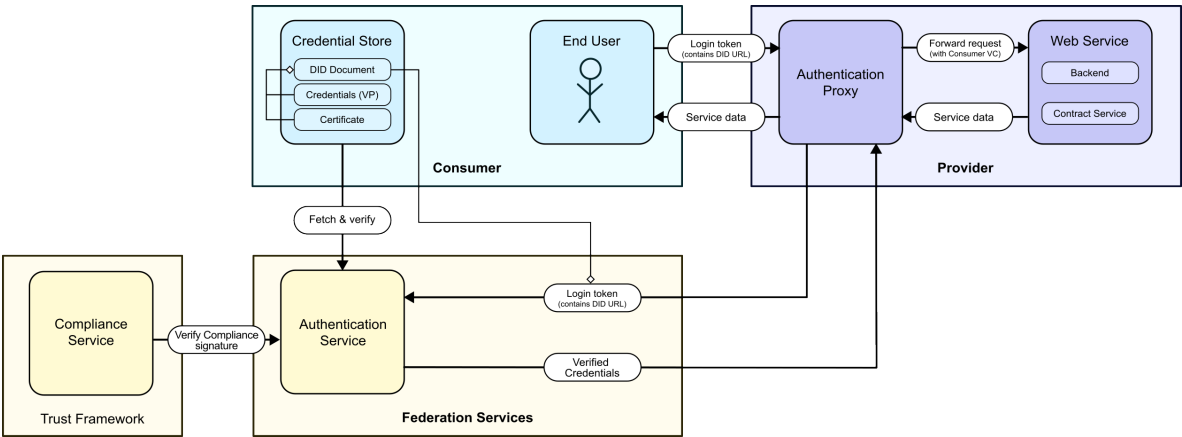 Credential Store
DID Document
Credentials (VP)
Certificate
End User
Consumer
Login token
(contains DID URL)
Service data
Authentication
Proxy
Forward request
(with Consumer VC)
Service data
Web Service
Backend
Contract Service
Provider
Fetch & verify
Compliance
Service
Trust Framework
Verify Compliance
signature
Authentication
Service
Login token
(contains DID URL)
Verified
Credentials
Federation Services